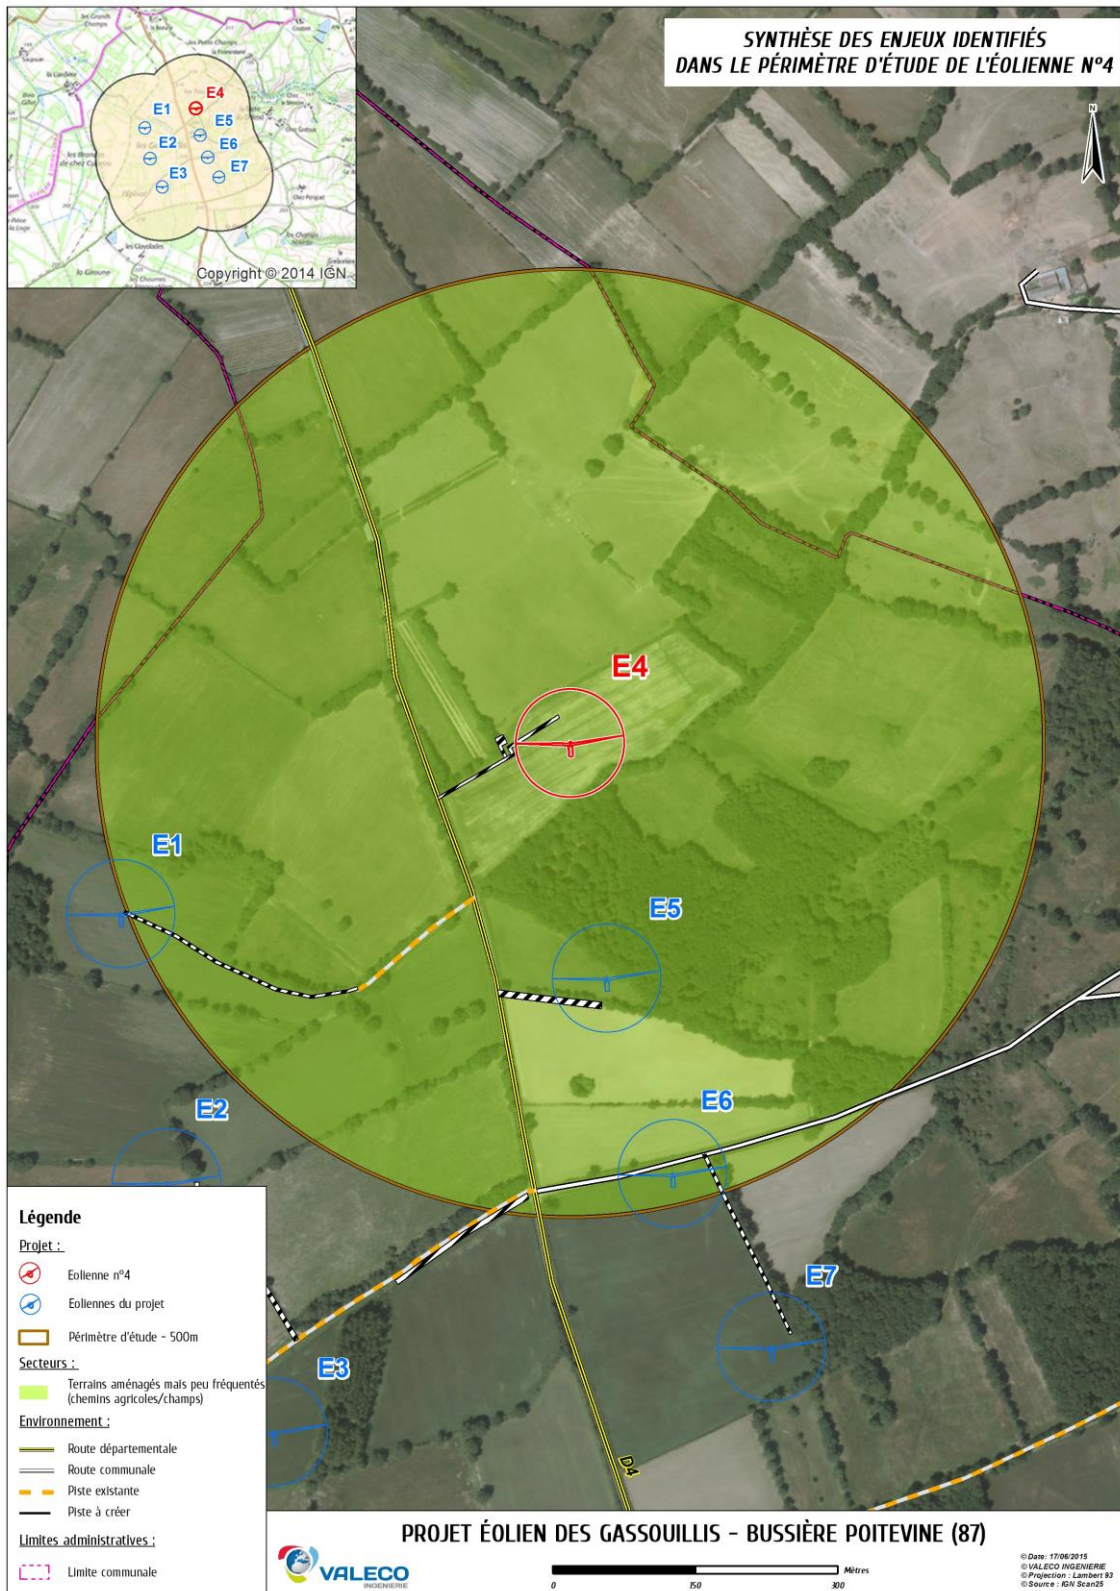 SYNTHÈSE DES ENJEUX IDENTIFIÉS
DANS LE PÉRIMÈTRE D'ÉTUDE DE L'ÉOLIENNE N°4
N
E1
E4
E5
E2
E6
E3
E7
Copyright © 2014 IGN
E4
E1
E5
E2
E6
E7
E3
D4
Légende
Projet :
Eolienne n°4
Eoliennes du projet
Périmètre d'étude - 500m
Secteurs :
Terrains aménagés mais peu fréquentés
(chemins agricoles/champs)
Environnement :
Route départementale
Route communale
Piste existante
Piste à créer
Limites administratives :
Limite communale
PROJET ÉOLIEN DES GASSOUILLIS - BUSSIÈRE POITEVINE (87)
VALECO
INGENIERIE
Mètres
0 150 300
© Date: 17/06/2015
© VALECO INGENIERIE
© Projection : Lambert 93
© Source : IGN Scan25